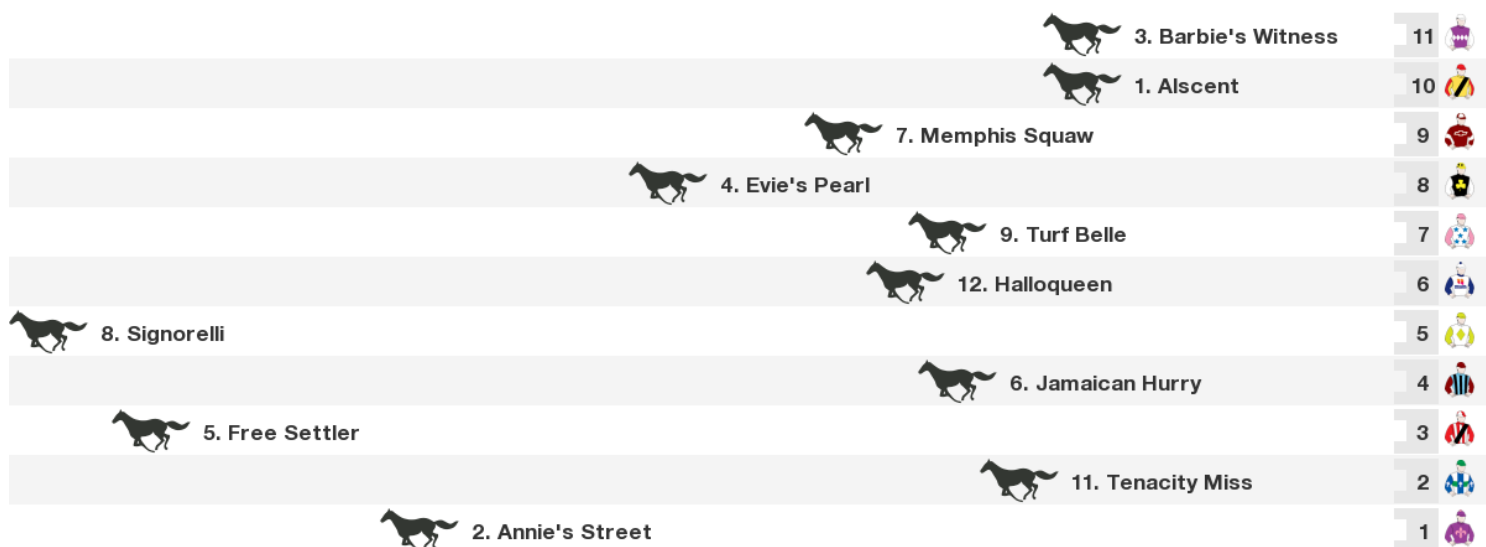 3. Barbie's Witness 11
1. Alscent 10
7. Memphis Squaw 9
4. Evie's Pearl 8
9. Turf Belle 7
12. Halloqueen 6
8. Signorelli 5
6. Jamaican Hurry 4
5. Free Settler 3
11. Tenacity Miss 2
2. Annie's Street 1